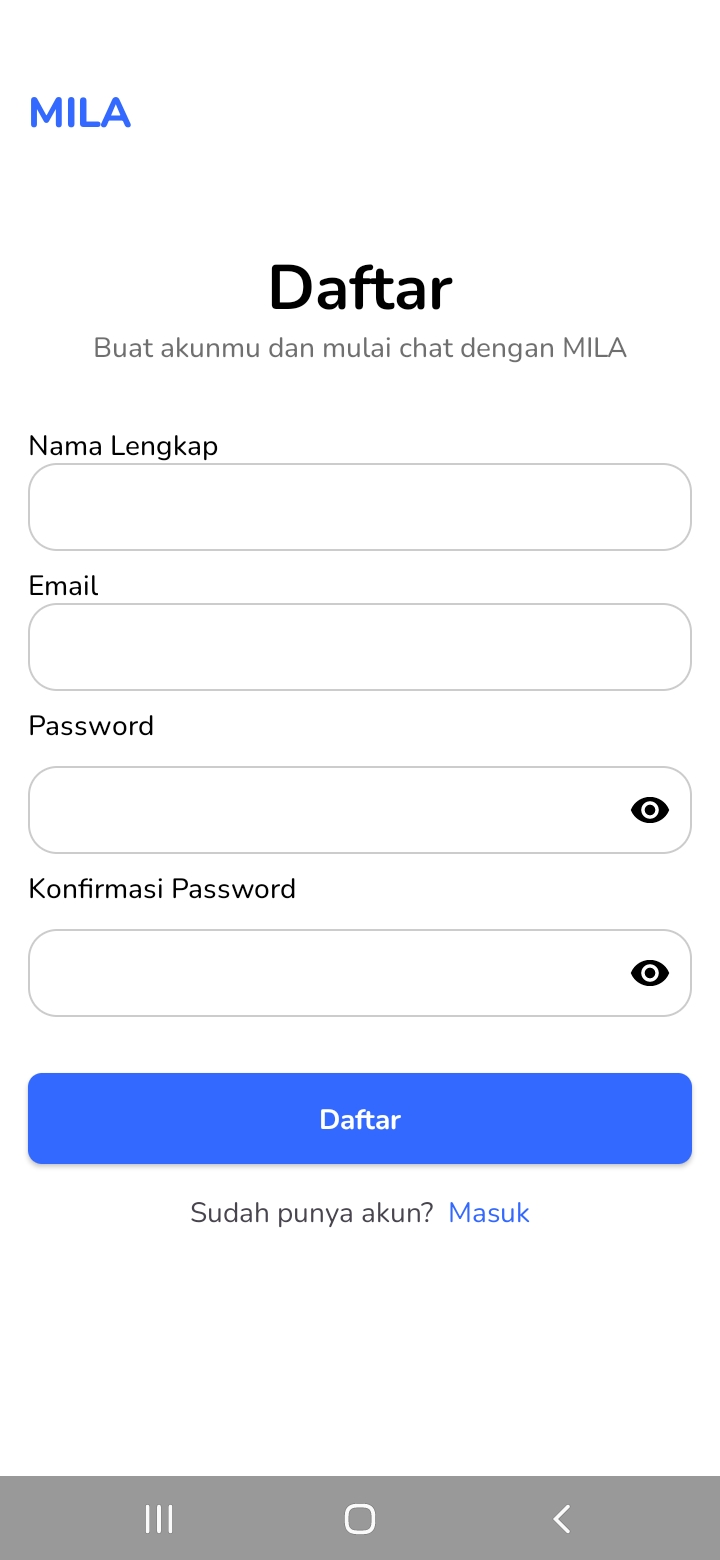 MILA
Daftar
Buat akunmu dan mulai chat dengan MILA
Nama Lengkap
Email
Password
Konfirmasi Password
Daftar
Sudah punya akun? Masuk